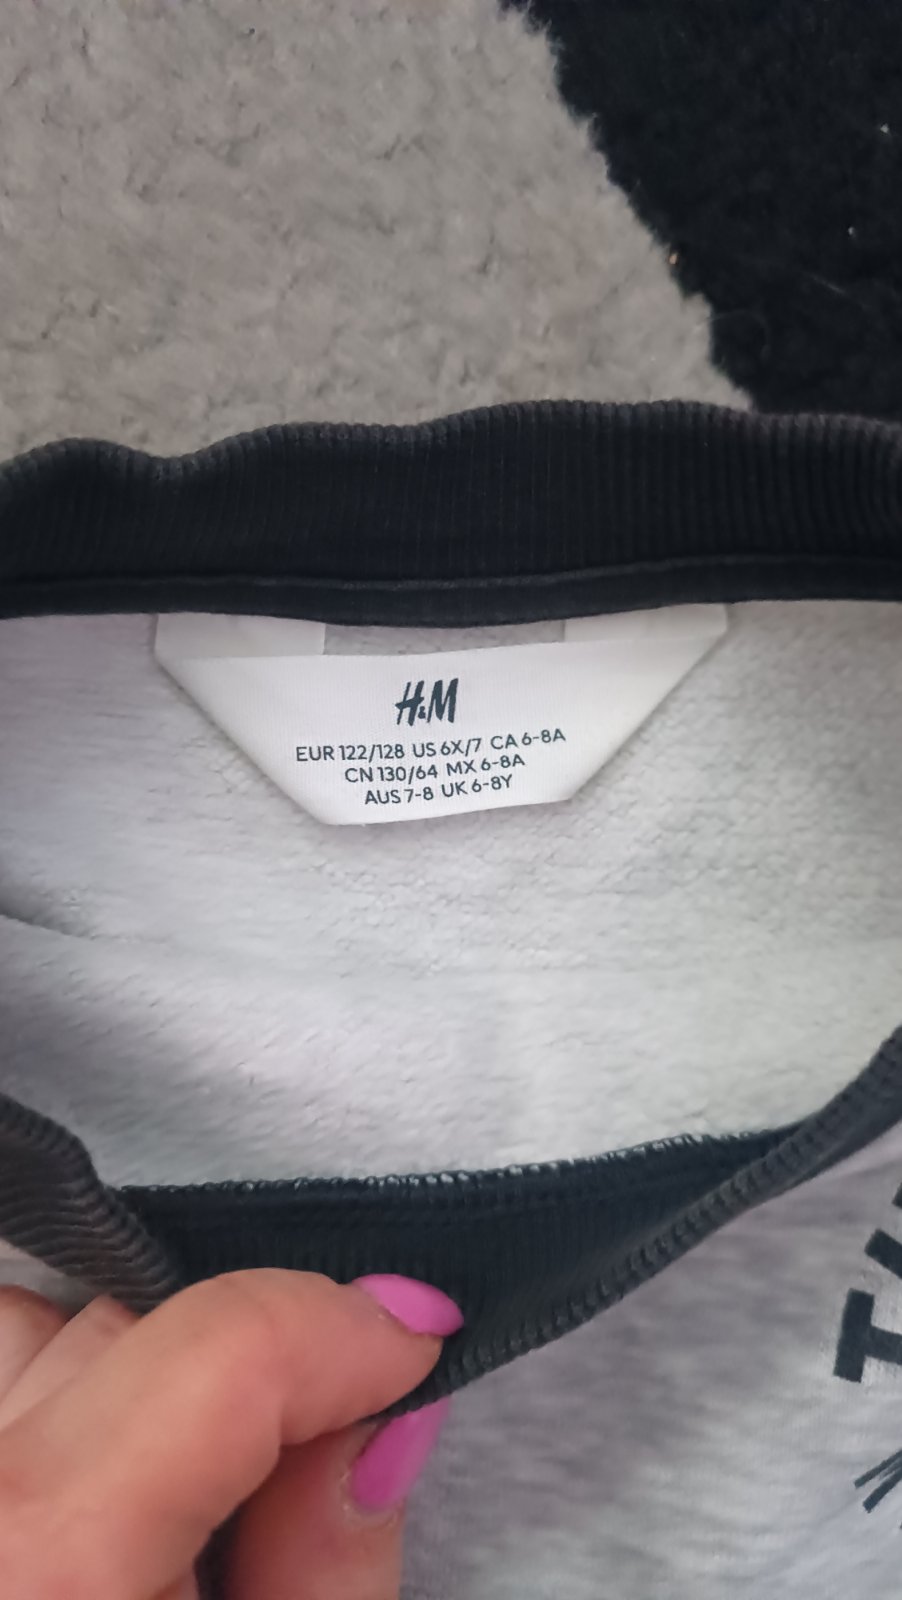 H&M
EUR 122/128 US 6X/7 CA 6-8A
CN 130/64 MX 6-8A
AUS 7-8 UK 6-8Y